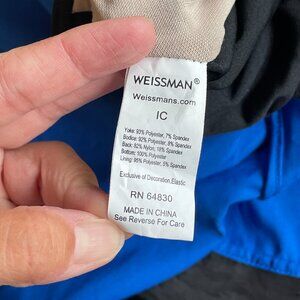 WEISSMAN®
Weissmans.com
IC
Yoke: 93% Polyester, 7% Spandex
Bodice: 92% Polyester, 8% Spandex
Back: 82% Nylon, 18% Spandex
Bottom: 100% Polyester
Lining: 95% Polyester, 5% Spandex
Exclusive of Decoration,Elastic
RN 64830
MADE IN CHINA
See Reverse For Care